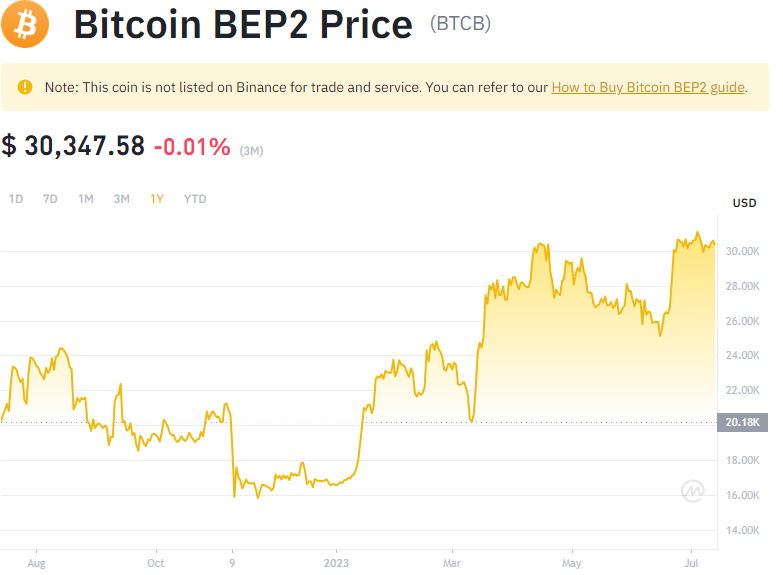 Bitcoin BEP2 Price (BTCB)
Note: This coin is not listed on Binance for trade and service. You can refer to our How to Buy Bitcoin BEP2 guide.
$ 30,347.58 -0.01% (3M)
1D 7D 1M 3M 1Y YTD
USD
30.00K
28.00K
26.00K
24.00K
22.00K
20.18K
18.00K
16.00K
14.00K
Aug Oct 9 2023 Mar May Jul